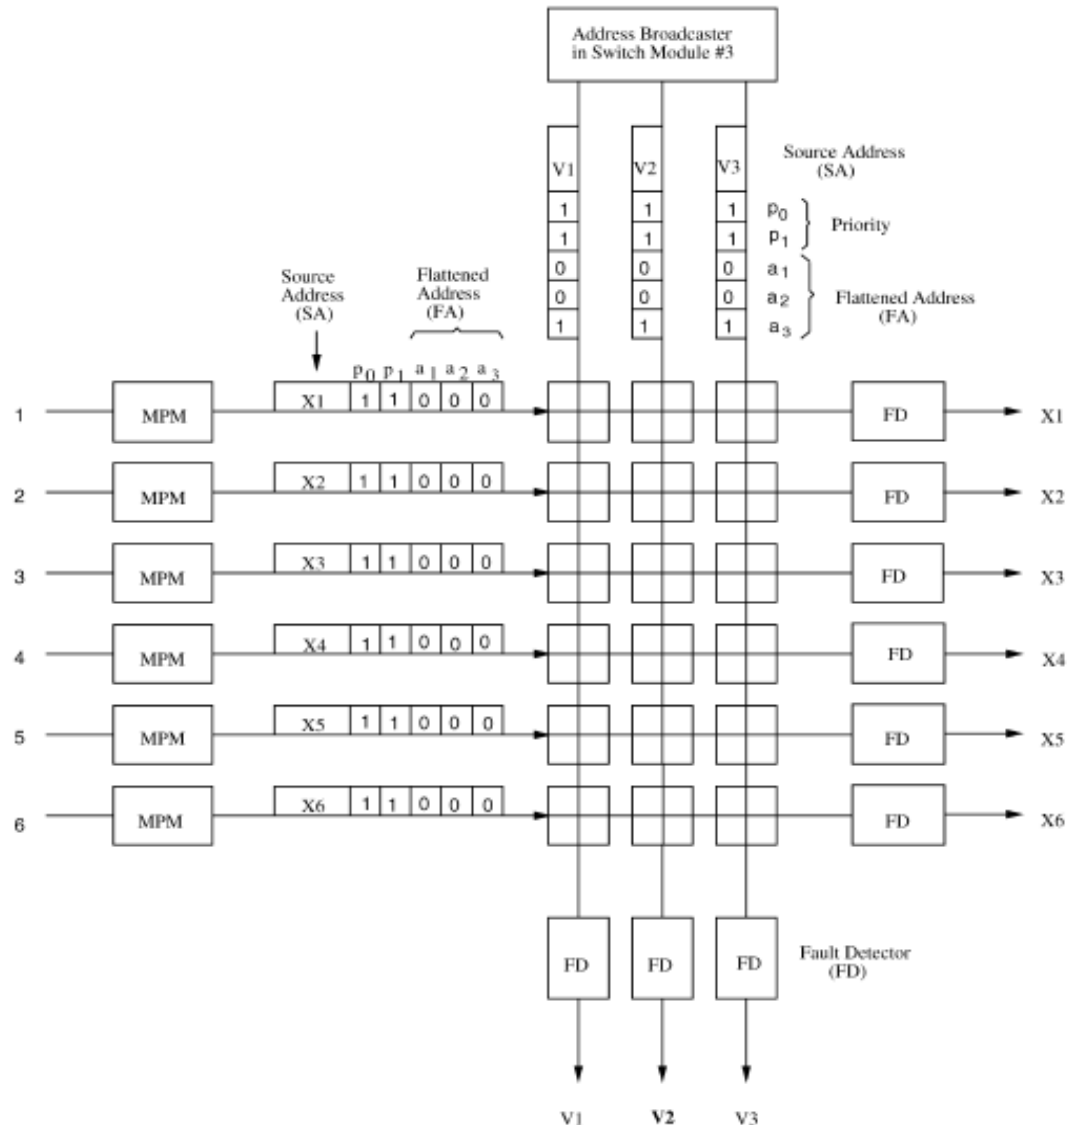 Address Broadcaster
in Switch Module #3
V1 V2 V3
Source Address
(SA)
1 1 1 p0
1 1 1 p1
Priority
0 0 0 a1
0 0 0 a2
1 1 1 a3
Flattened Address
(FA)
Source
Address
(SA)
Flattened
Address
(FA)
p0 p1 a1 a2 a3
1 MPM X1 1 1 0 0 0 FD X1
2 MPM X2 1 1 0 0 0 FD X2
3 MPM X3 1 1 0 0 0 FD X3
4 MPM X4 1 1 0 0 0 FD X4
5 MPM X5 1 1 0 0 0 FD X5
6 MPM X6 1 1 0 0 0 FD X6
FD FD FD
Fault Detector
(FD)
V1 V2 V3